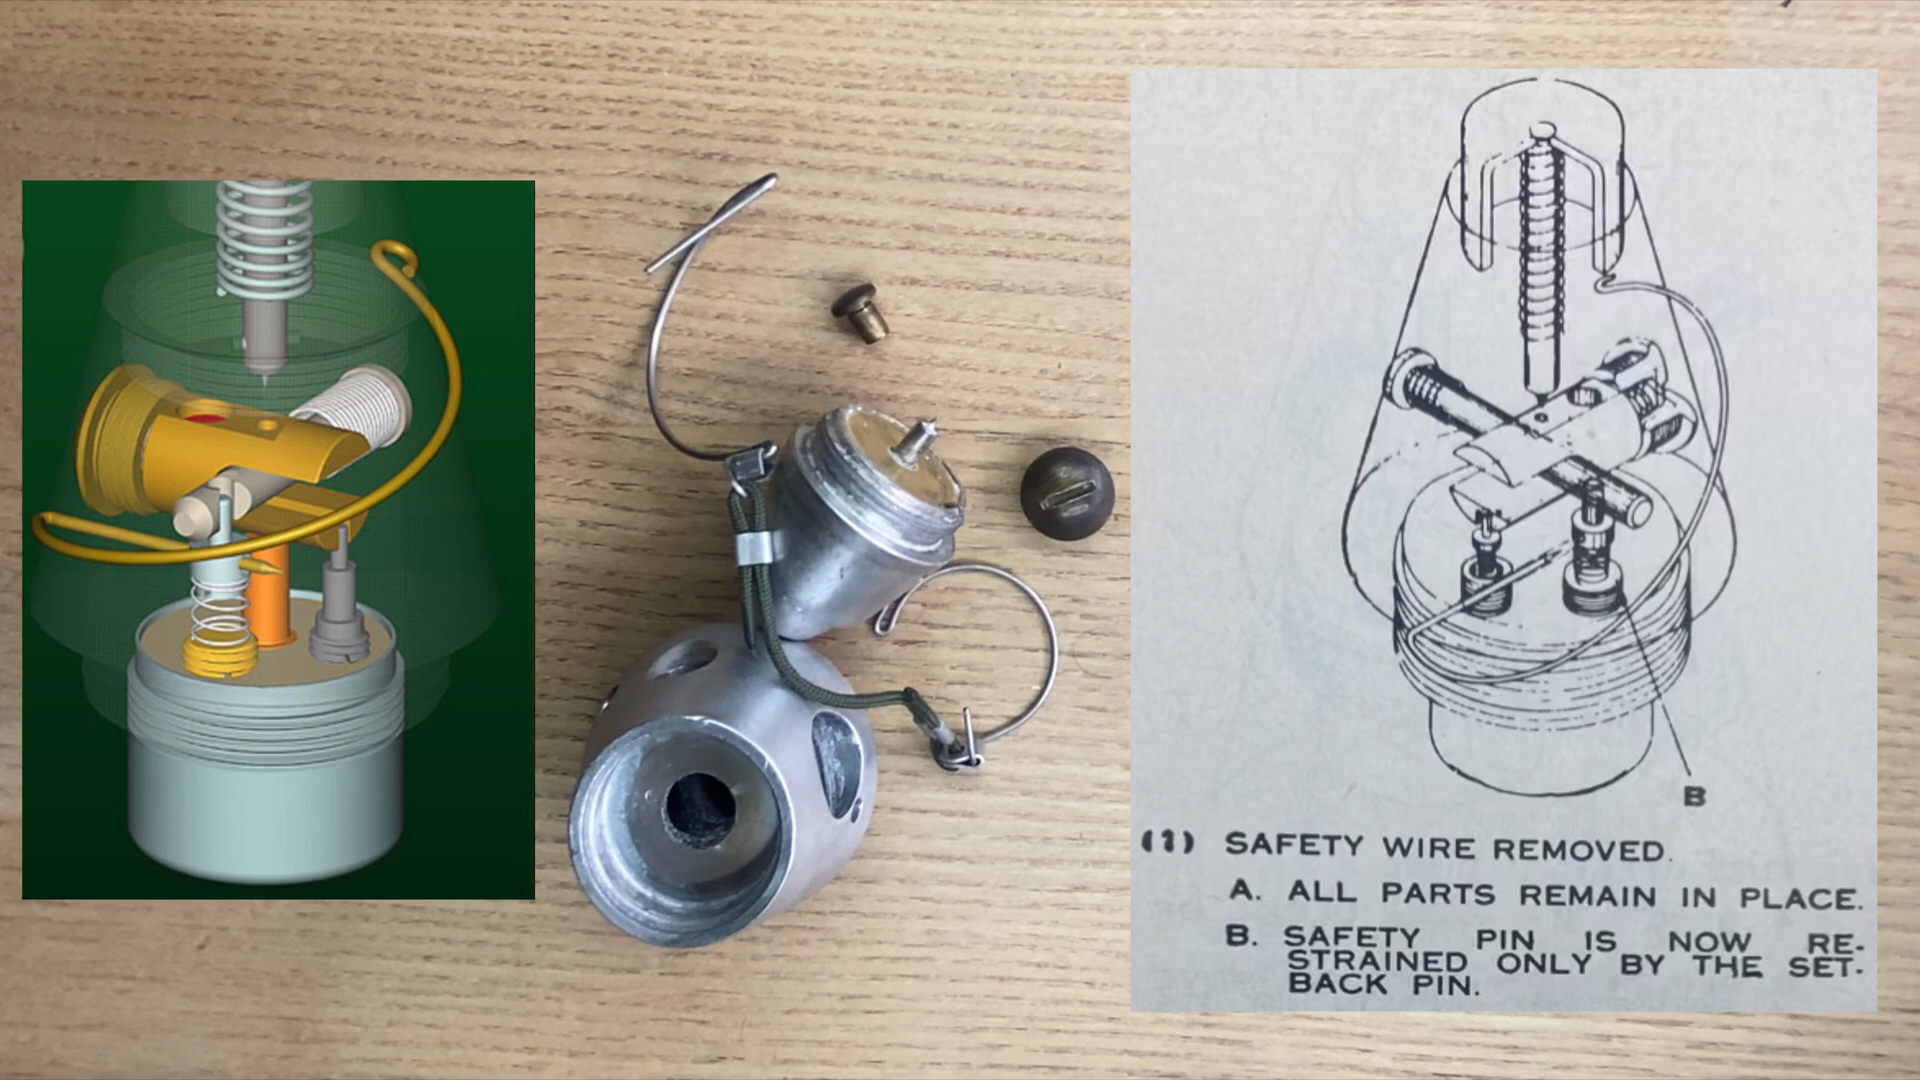 B
(1) SAFETY WIRE REMOVED.
A. ALL PARTS REMAIN IN PLACE.
B. SAFETY PIN IS NOW RE-
STRAINED ONLY BY THE SET-
BACK PIN.